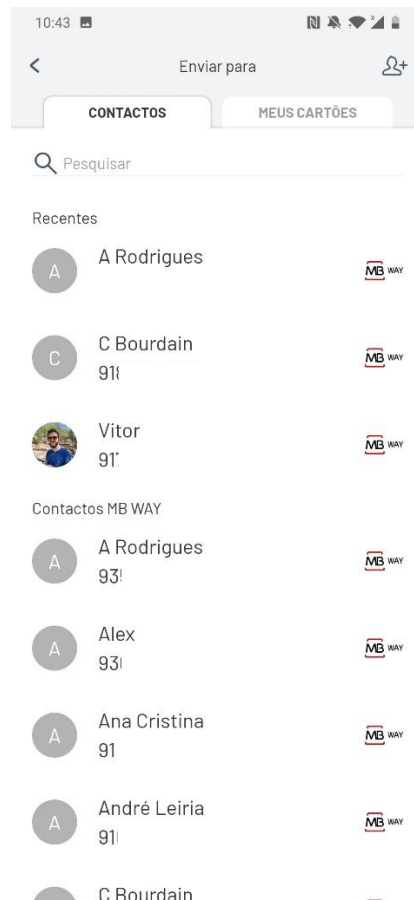 10:43
Enviar para
CONTACTOS MEUS CARTÕES
Pesquisar
Recentes
A
A Rodrigues
MB WAY
C
C Bourdain
918
MB WAY
Vitor
917
MB WAY
Contactos MB WAY
A
A Rodrigues
93
MB WAY
A
Alex
93
MB WAY
A
Ana Cristina
91
MB WAY
A
André Leiria
91
MB WAY
C Bourdain